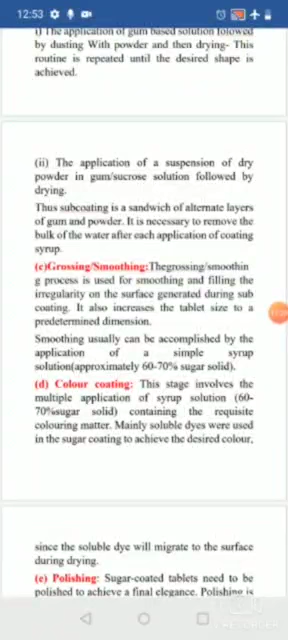 12:53
i) The application of gum based solution followed
by dusting With powder and then drying- This
routine is repeated until the desired shape is
achieved.
(ii) The application of a suspension of dry
powder in gum/sucrose solution followed by
drying.
Thus subcoating is a sandwich of alternate layers
of gum and powder. It is necessary to remove the
bulk of the water after each application of coating
syrup.
(c)Grossing/Smoothing:Thegrossing/smoothin
g process is used for smoothing and filling the
irregularity on the surface generated during sub
coating. It also increases the tablet size to a
predetermined dimension.
Smoothing usually can be accomplished by the
application of a simple syrup
solution(approximately 60-70% sugar solid).
(d) Colour coating: This stage involves the
multiple application of syrup solution (60-
70%sugar solid) containing the requisite
colouring matter. Mainly soluble dyes were used
in the sugar coating to achieve the desired colour,
since the soluble dye will migrate to the surface
during drying.
(e) Polishing: Sugar-coated tablets need to be
polished to achieve a final elegance. Polishing is